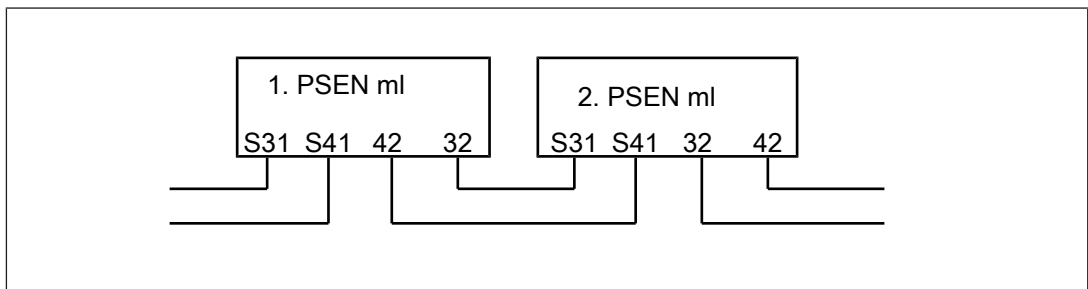 1. PSEN ml
S31 S41 42 32
2. PSEN ml
S31 S41 32 42